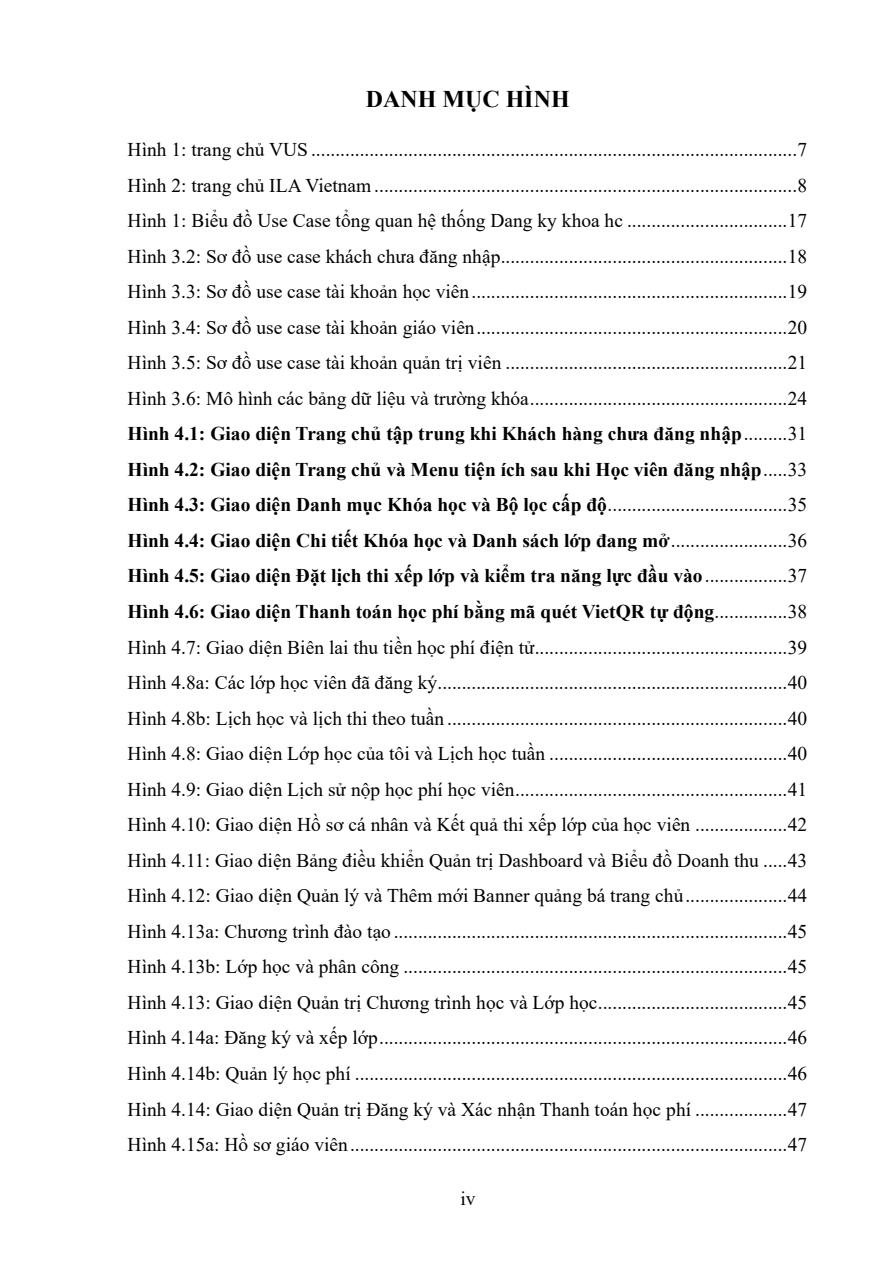 DANH MỤC HÌNH
Hình 1: trang chủ VUS ..........7
Hình 2: trang chủ ILA Vietnam ..........8
Hình 1: Biểu đồ Use Case tổng quan hệ thống Dang ky khoa hc ..........17
Hình 3.2: Sơ đồ use case khách chưa đăng nhập..........18
Hình 3.3: Sơ đồ use case tài khoản học viên..........19
Hình 3.4: Sơ đồ use case tài khoản giáo viên..........20
Hình 3.5: Sơ đồ use case tài khoản quản trị viên ..........21
Hình 3.6: Mô hình các bảng dữ liệu và trường khóa..........24
Hình 4.1: Giao diện Trang chủ tập trung khi Khách hàng chưa đăng nhập.........31
Hình 4.2: Giao diện Trang chủ và Menu tiện ích sau khi Học viên đăng nhập.....33
Hình 4.3: Giao diện Danh mục Khóa học và Bộ lọc cấp độ..........35
Hình 4.4: Giao diện Chi tiết Khóa học và Danh sách lớp đang mở..........36
Hình 4.5: Giao diện Đặt lịch thi xếp lớp và kiểm tra năng lực đầu vào..........37
Hình 4.6: Giao diện Thanh toán học phí bằng mã quét VietQR tự động..........38
Hình 4.7: Giao diện Biên lai thu tiền học phí điện tử..........39
Hình 4.8a: Các lớp học viên đã đăng ký..........40
Hình 4.8b: Lịch học và lịch thi theo tuần..........40
Hình 4.8: Giao diện Lớp học của tôi và Lịch học tuần ..........40
Hình 4.9: Giao diện Lịch sử nộp học phí học viên..........41
Hình 4.10: Giao diện Hồ sơ cá nhân và Kết quả thi xếp lớp của học viên ..........42
Hình 4.11: Giao diện Bảng điều khiển Quản trị Dashboard và Biểu đồ Doanh thu .....43
Hình 4.12: Giao diện Quản lý và Thêm mới Banner quảng bá trang chủ..........44
Hình 4.13a: Chương trình đào tạo ..........45
Hình 4.13b: Lớp học và phân công ..........45
Hình 4.13: Giao diện Quản trị Chương trình học và Lớp học..........45
Hình 4.14a: Đăng ký và xếp lớp..........46
Hình 4.14b: Quản lý học phí ..........46
Hình 4.14: Giao diện Quản trị Đăng ký và Xác nhận Thanh toán học phí ..........47
Hình 4.15a: Hồ sơ giáo viên..........47
iv